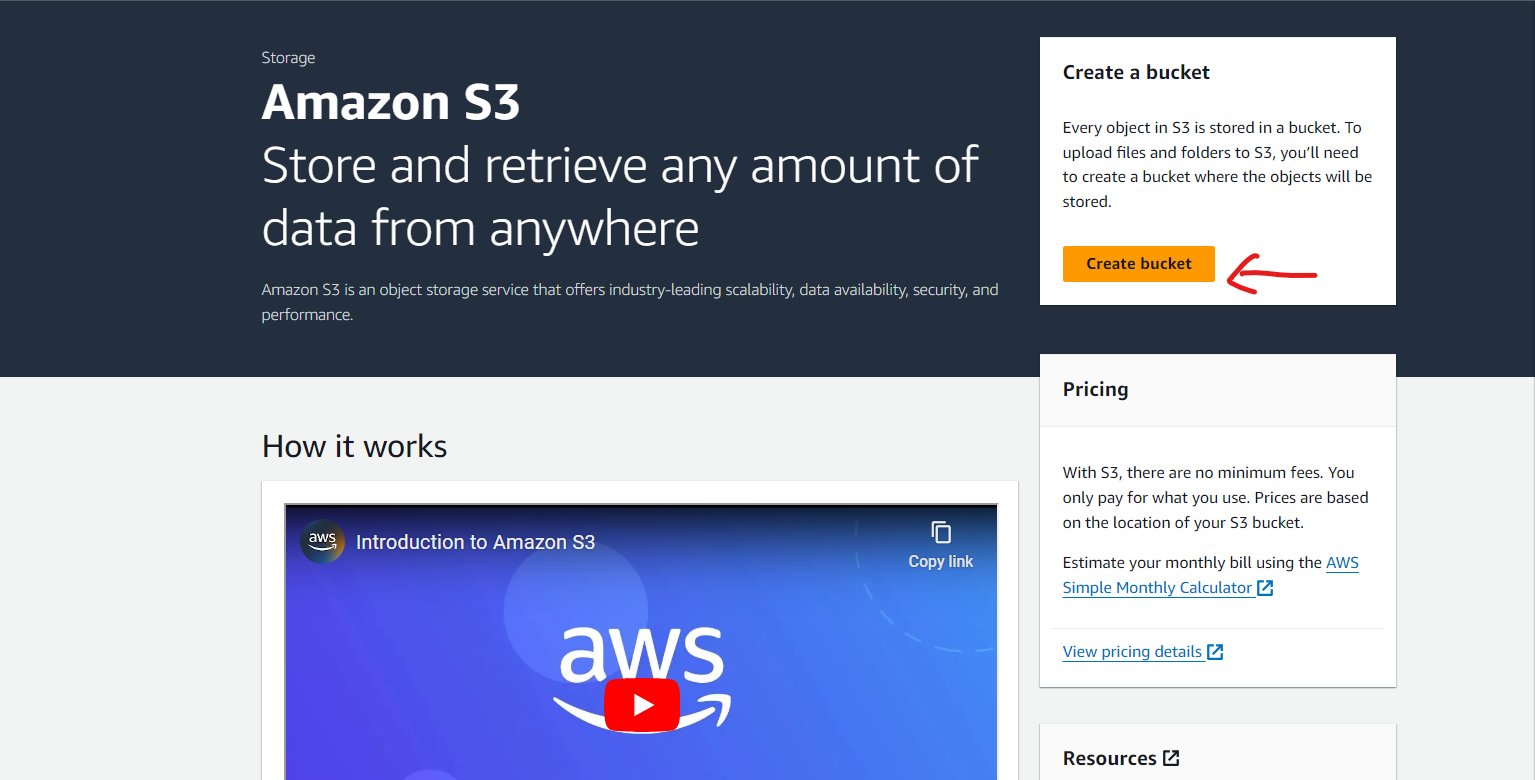 Storage
Amazon S3
Store and retrieve any amount of
data from anywhere
Amazon S3 is an object storage service that offers industry-leading scalability, data availability, security, and
performance.
Create a bucket
Every object in S3 is stored in a bucket. To
upload files and folders to S3, you’ll need
to create a bucket where the objects will be
stored.
Create bucket
How it works
aws
Introduction to Amazon S3
Copy link
aws
Pricing
With S3, there are no minimum fees. You
only pay for what you use. Prices are based
on the location of your S3 bucket.
Estimate your monthly bill using the AWS
Simple Monthly Calculator
View pricing details
Resources